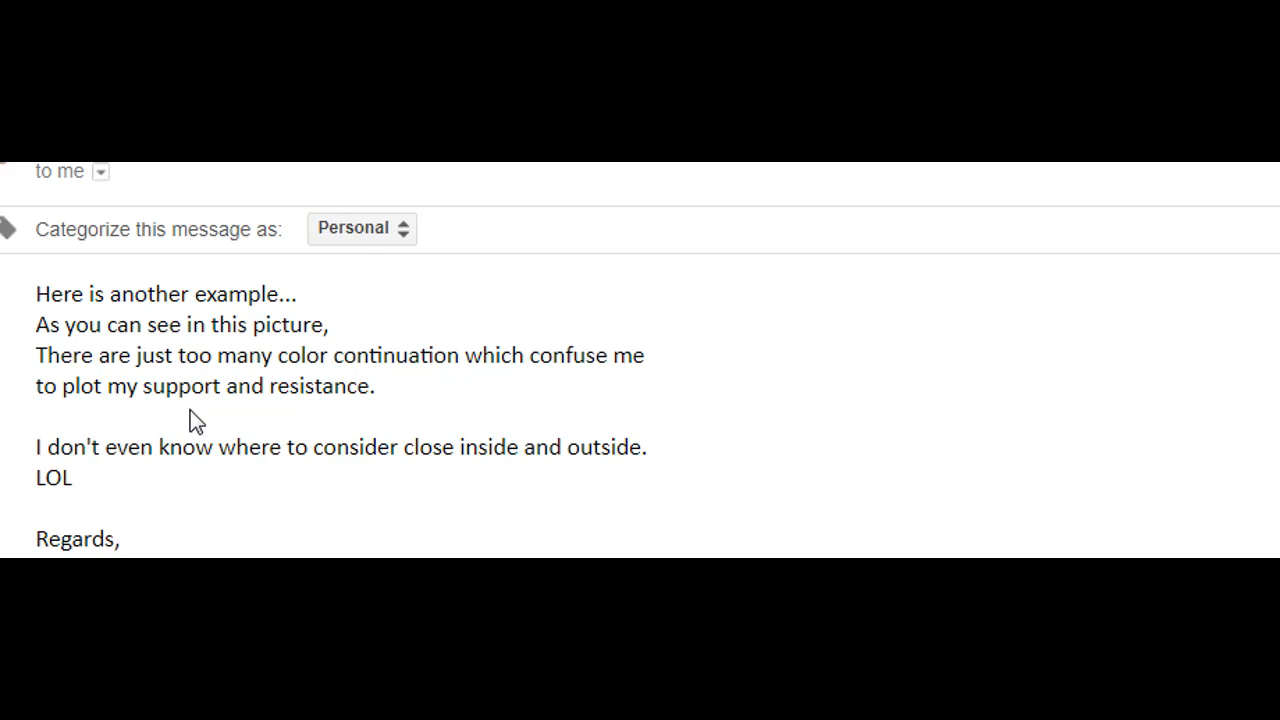 to me
Categorize this message as: Personal
Here is another example...
As you can see in this picture,
There are just too many color continuation which confuse me
to plot my support and resistance.
I don't even know where to consider close inside and outside.
LOL
Regards,